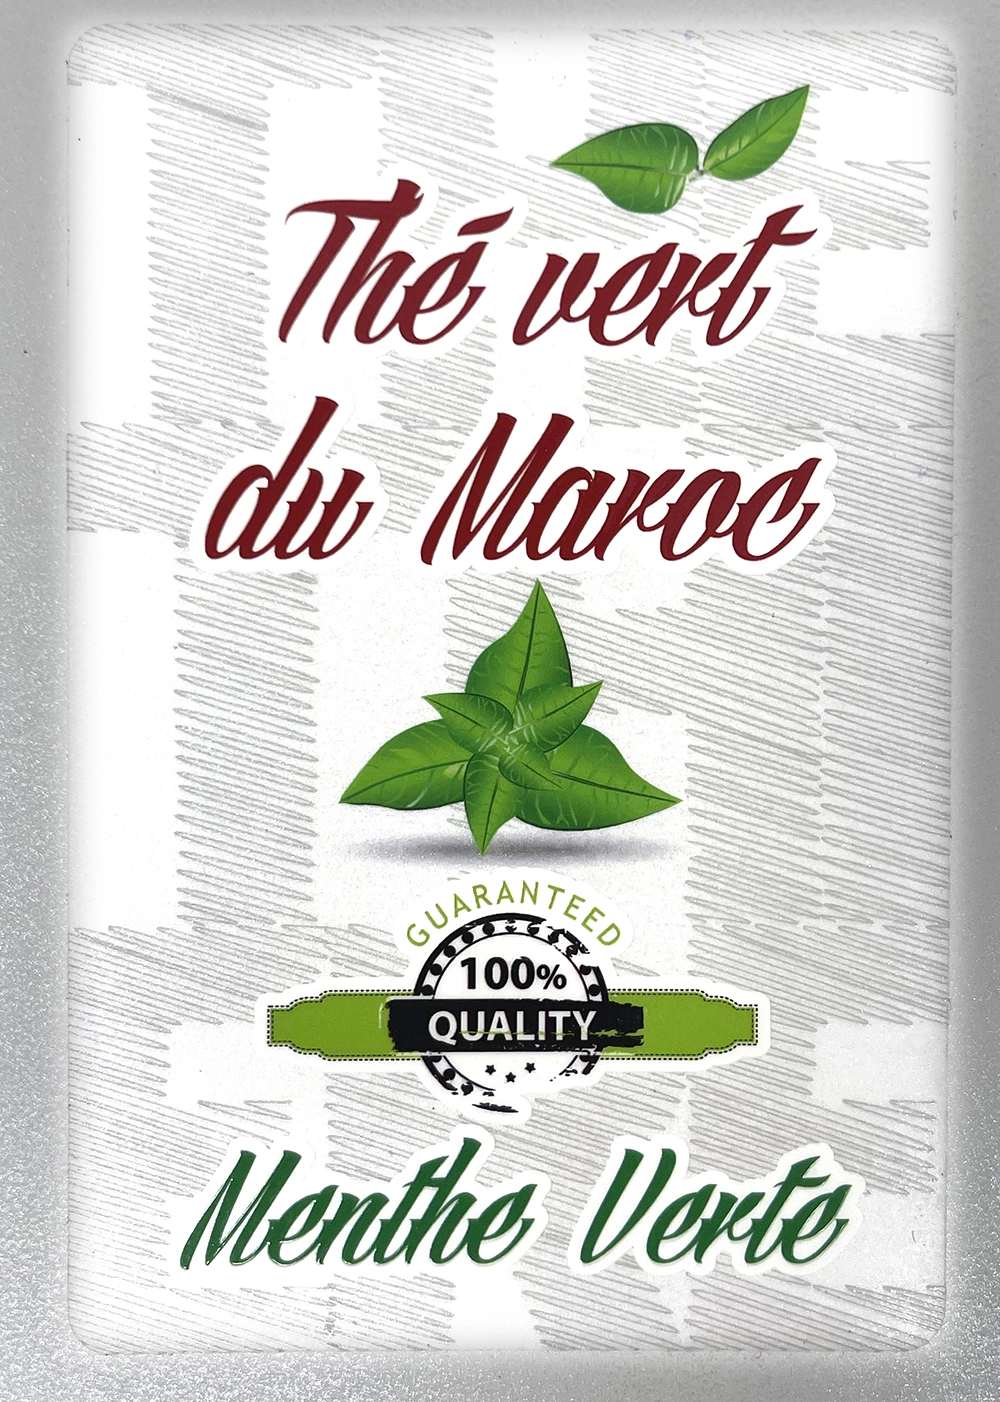 Thé vert
du Maroc
GUARANTEED
100%
QUALITY
Menthe Verte